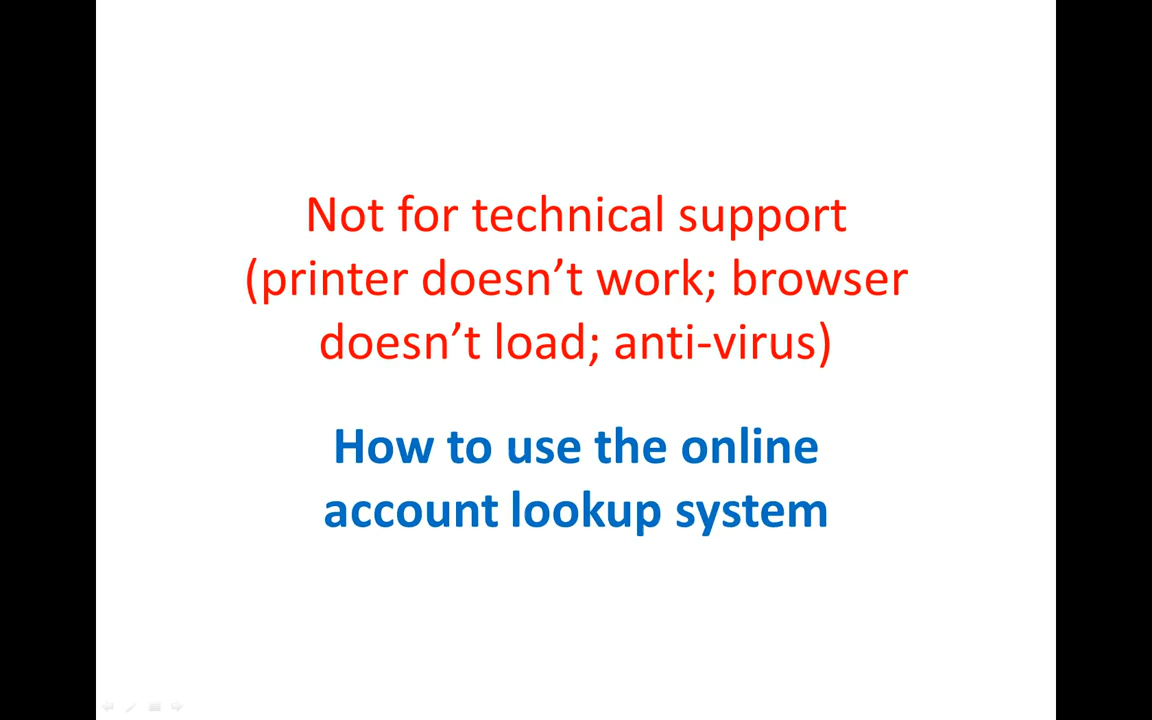 Not for technical support
(printer doesn’t work; browser
doesn’t load; anti-virus)
How to use the online
account lookup system